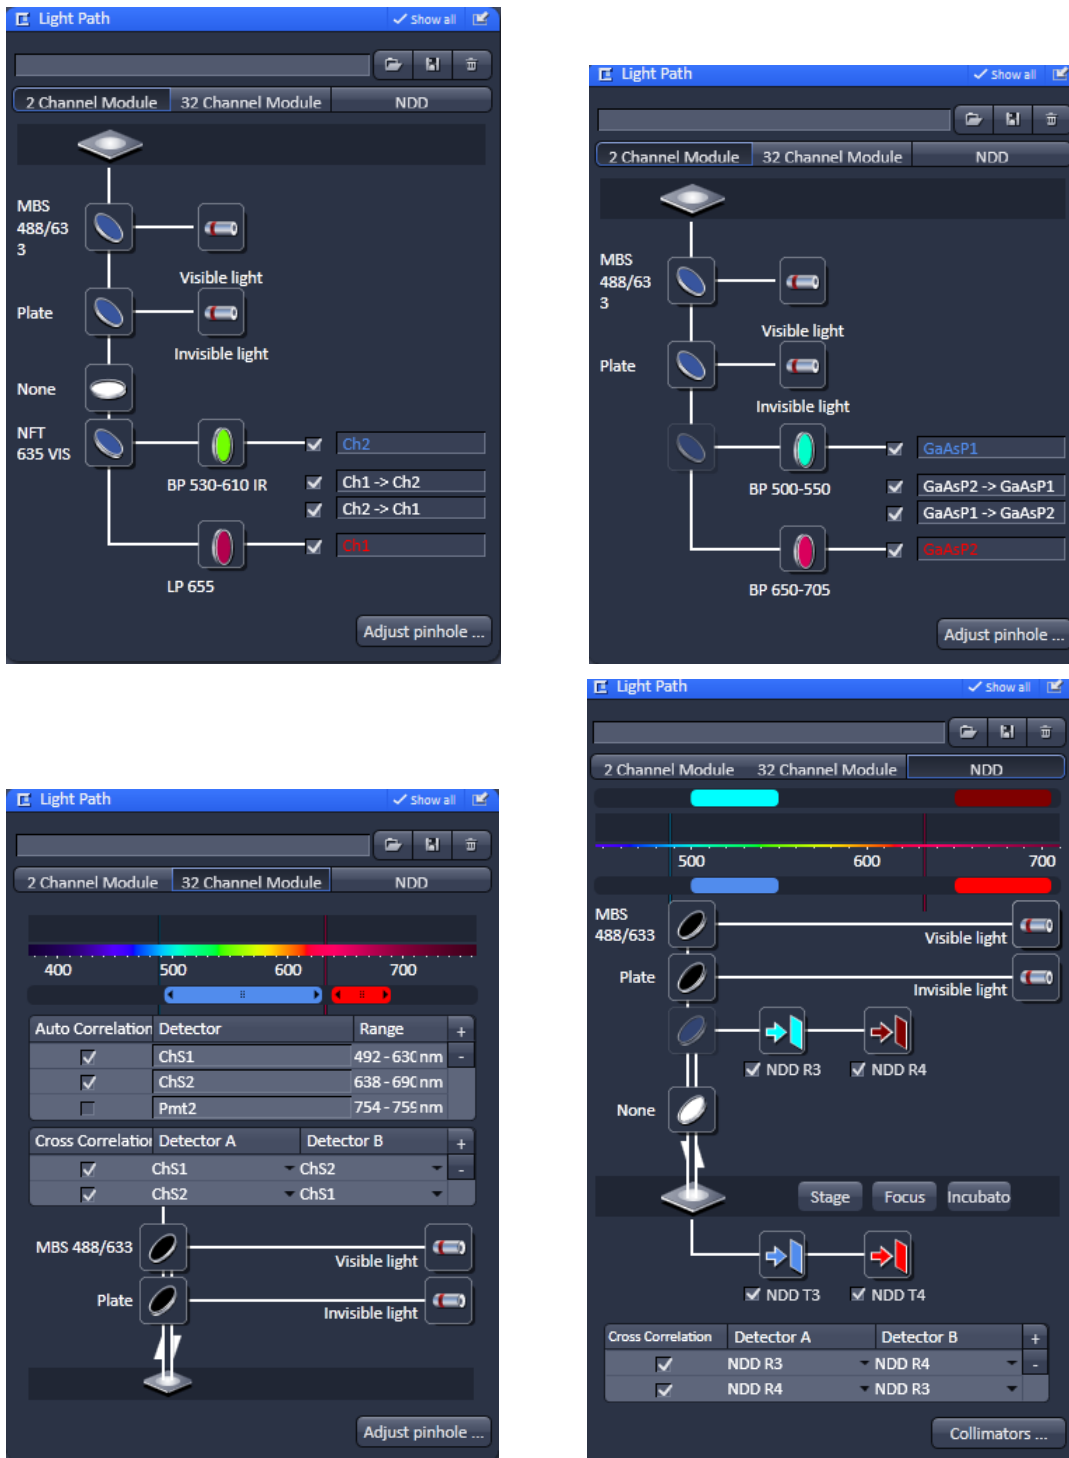 Light Path
Show all
2 Channel Module
32 Channel Module
NDD
MBS
488/63
3
Visible light
Plate
Invisible light
None
NFT
635 VIS
Ch2
BP 530-610 IR
Ch1 -> Ch2
Ch2 -> Ch1
Ch1
LP 655
Adjust pinhole ...
Light Path
Show all
2 Channel Module
32 Channel Module
NDD
MBS
488/63
3
Visible light
Plate
Invisible light
GaAsP1
BP 500-550
GaAsP2 -> GaAsP1
GaAsP1 -> GaAsP2
GaAsP2
BP 650-705
Adjust pinhole ...
Light Path
Show all
2 Channel Module
32 Channel Module
NDD
400 500 600 700
Auto Correlation Detector Range +
ChS1 492 - 630 nm -
ChS2 638 - 690 nm
Pmt2 754 - 759 nm
Cross Correlation Detector A Detector B +
ChS1 ChS2 -
ChS2 ChS1
MBS 488/633
Visible light
Plate
Invisible light
Adjust pinhole ...
Light Path
Show all
2 Channel Module
32 Channel Module
NDD
500 600 700
MBS
488/633
Visible light
Plate
Invisible light
NDD R3 NDD R4
None
Stage Focus Incubato
NDD T3 NDD T4
Cross Correlation Detector A Detector B +
NDD R3 NDD R4 -
NDD R4 NDD R3
Collimators ...